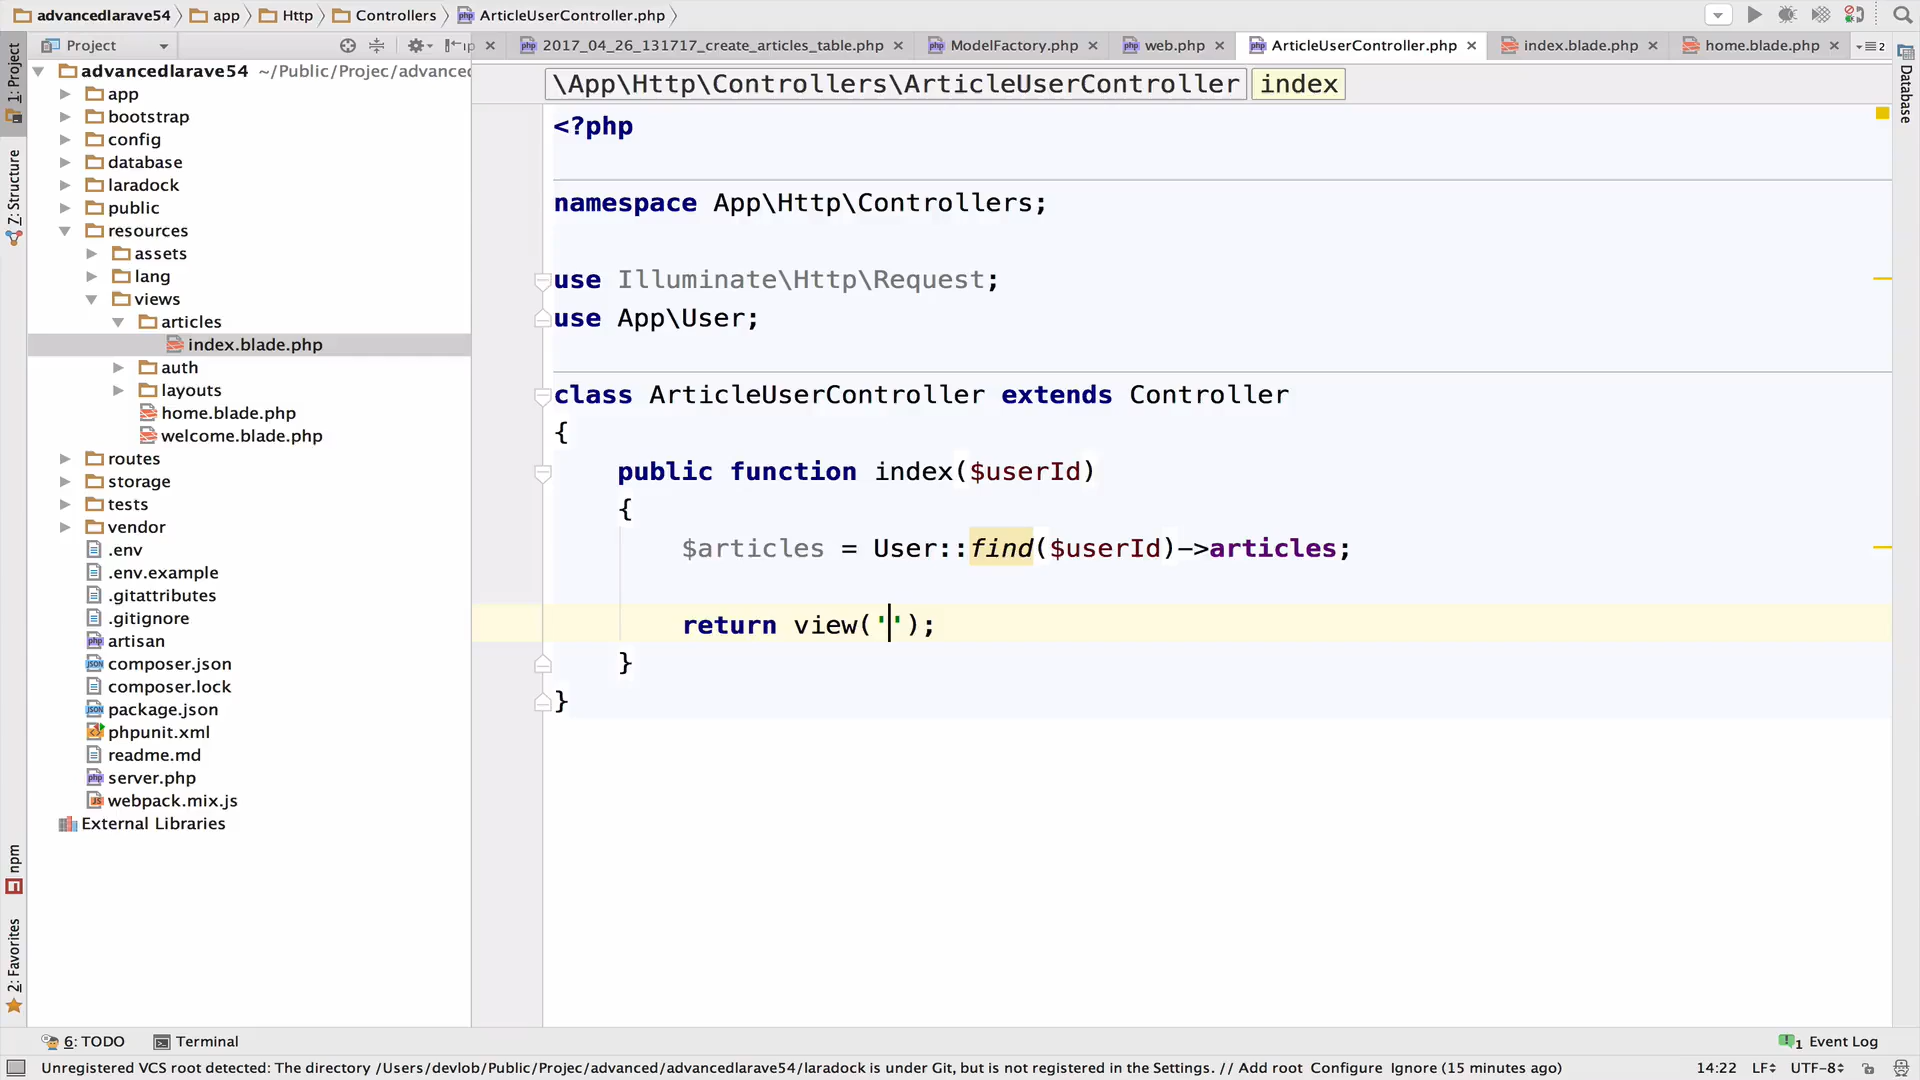 advancedlarave54
app
Http
Controllers
ArticleUserController.php
Project
2017_04_26_131717_create_articles_table.php
ModelFactory.php
web.php
ArticleUserController.php
index.blade.php
home.blade.php
2
\App\Http\Controllers\ArticleUserController
index
1: Project
7: Structure
npm
2: Favorites
Database
advancedlarave54 ~/Public/Projec/advanced
app
bootstrap
config
database
laradock
public
resources
assets
lang
views
articles
index.blade.php
auth
layouts
home.blade.php
welcome.blade.php
routes
storage
tests
vendor
.env
.env.example
.gitattributes
.gitignore
artisan
composer.json
composer.lock
package.json
phpunit.xml
readme.md
server.php
webpack.mix.js
External Libraries
<?php
namespace App\Http\Controllers;
use Illuminate\Http\Request;
use App\User;
class ArticleUserController extends Controller
{
public function index($userId)
{
$articles = User::find($userId)->articles;
return view('');
}
}
6: TODO
Terminal
1 Event Log
Unregistered VCS root detected: The directory /Users/devlob/Public/Projec/advanced/advancedlarave54/laradock is under Git, but is not registered in the Settings. // Add root Configure Ignore (15 minutes ago)
14:22 LF UTF-8